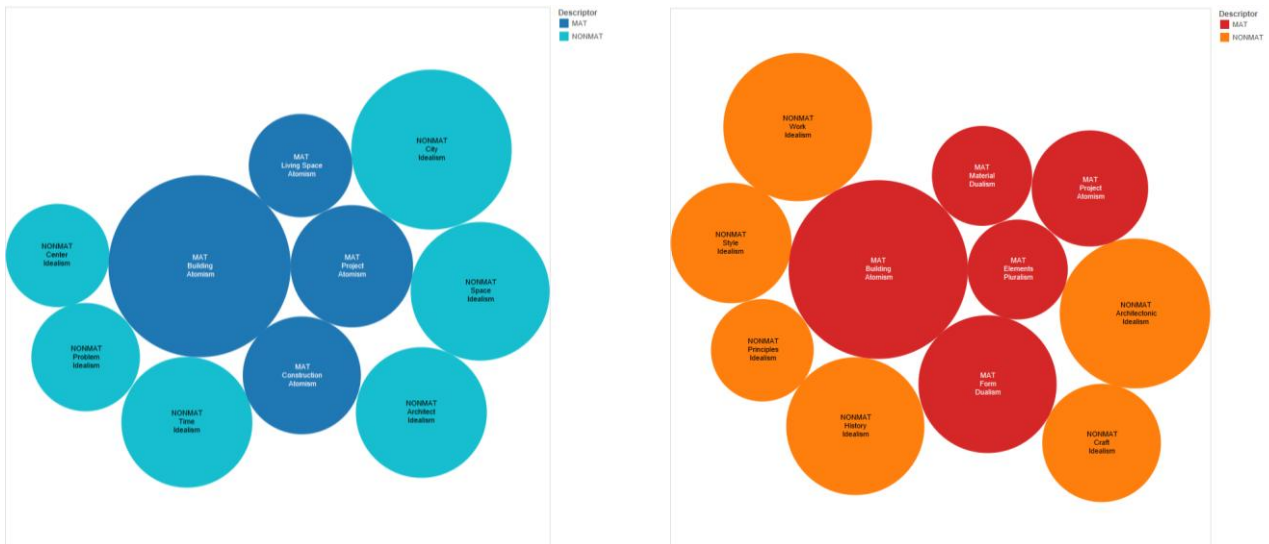 Descriptor
MAT
NONMAT
NONMAT
City
Idealism
MAT
Living Space
Atomism
NONMAT
Center
Idealism
MAT
Building
Atomism
MAT
Project
Atomism
NONMAT
Space
Idealism
NONMAT
Problem
Idealism
MAT
Construction
Atomism
NONMAT
Time
Idealism
NONMAT
Architect
Idealism
Descriptor
MAT
NONMAT
NONMAT
Work
Idealism
MAT
Material
Dualism
MAT
Project
Atomism
NONMAT
Style
Idealism
MAT
Building
Atomism
MAT
Elements
Pluralism
NONMAT
Architectonic
Idealism
NONMAT
Principles
Idealism
MAT
Form
Dualism
NONMAT
History
Idealism
NONMAT
Craft
Idealism